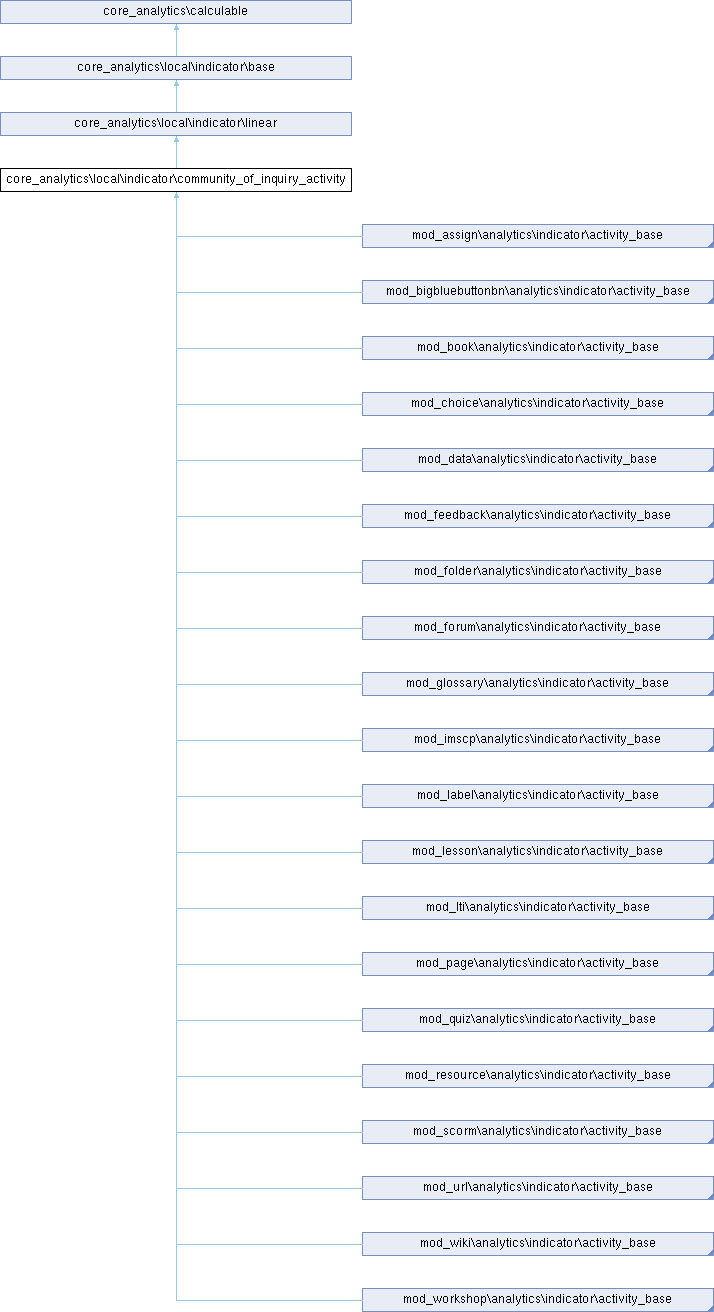 core_analytics\calculable
core_analytics\local\indicator\base
core_analytics\local\indicator\linear
core_analytics\local\indicator\community_of_inquiry_activity
mod_assign\analytics\indicator\activity_base
mod_bigbluebuttonbn\analytics\indicator\activity_base
mod_book\analytics\indicator\activity_base
mod_choice\analytics\indicator\activity_base
mod_data\analytics\indicator\activity_base
mod_feedback\analytics\indicator\activity_base
mod_folder\analytics\indicator\activity_base
mod_forum\analytics\indicator\activity_base
mod_glossary\analytics\indicator\activity_base
mod_imscp\analytics\indicator\activity_base
mod_label\analytics\indicator\activity_base
mod_lesson\analytics\indicator\activity_base
mod_lti\analytics\indicator\activity_base
mod_page\analytics\indicator\activity_base
mod_quiz\analytics\indicator\activity_base
mod_resource\analytics\indicator\activity_base
mod_scorm\analytics\indicator\activity_base
mod_url\analytics\indicator\activity_base
mod_wiki\analytics\indicator\activity_base
mod_workshop\analytics\indicator\activity_base